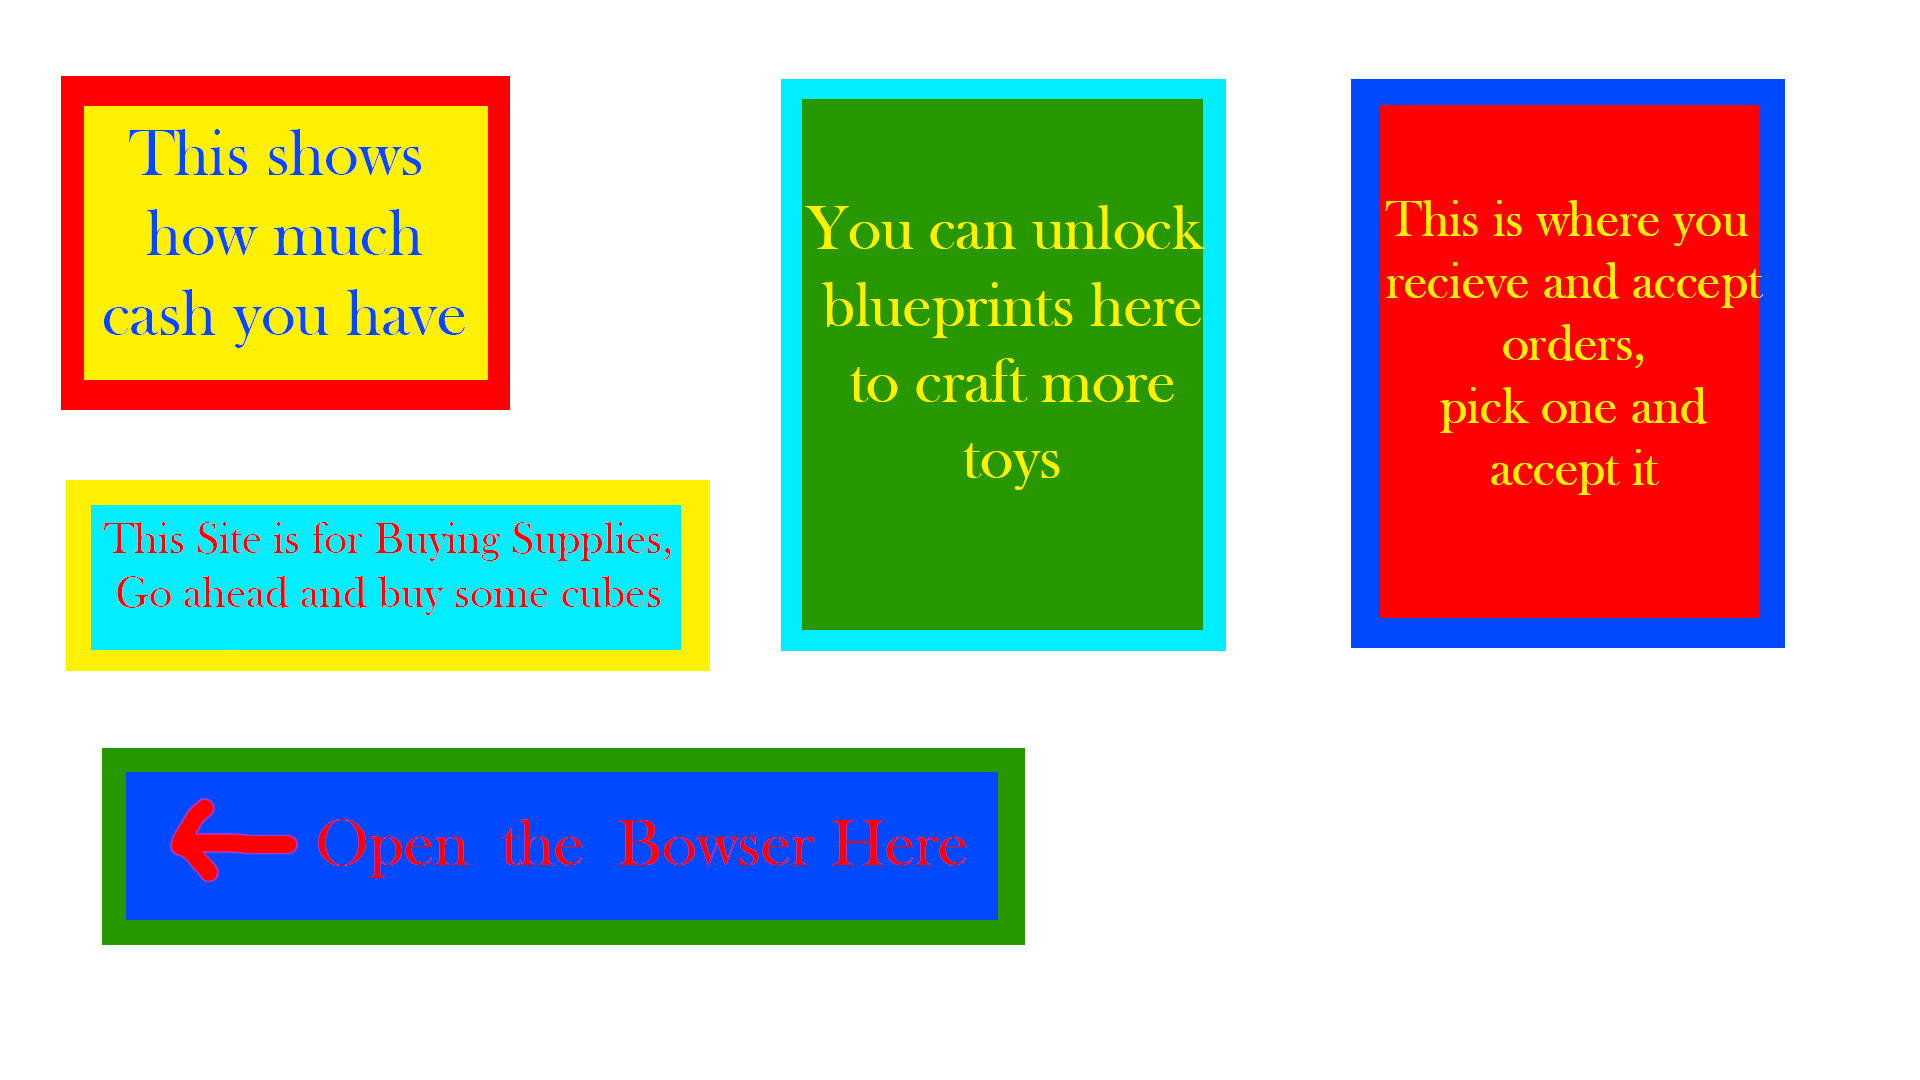 This shows
how much
cash you have
This Site is for Buying Supplies,
Go ahead and buy some cubes
You can unlock
blueprints here
to craft more
toys
This is where you
recieve and accept
orders,
pick one and
accept it
Open the Bowser Here